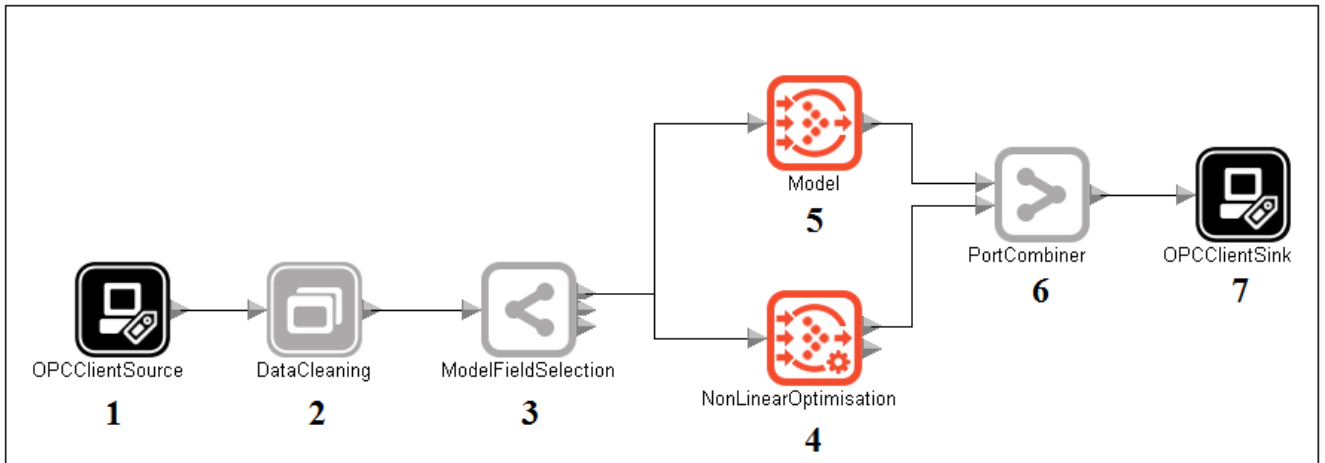 Model
5
PortCombiner
6
OPCClientSink
7
OPCClientSource
1
DataCleaning
2
ModelFieldSelection
3
NonLinearOptimisation
4